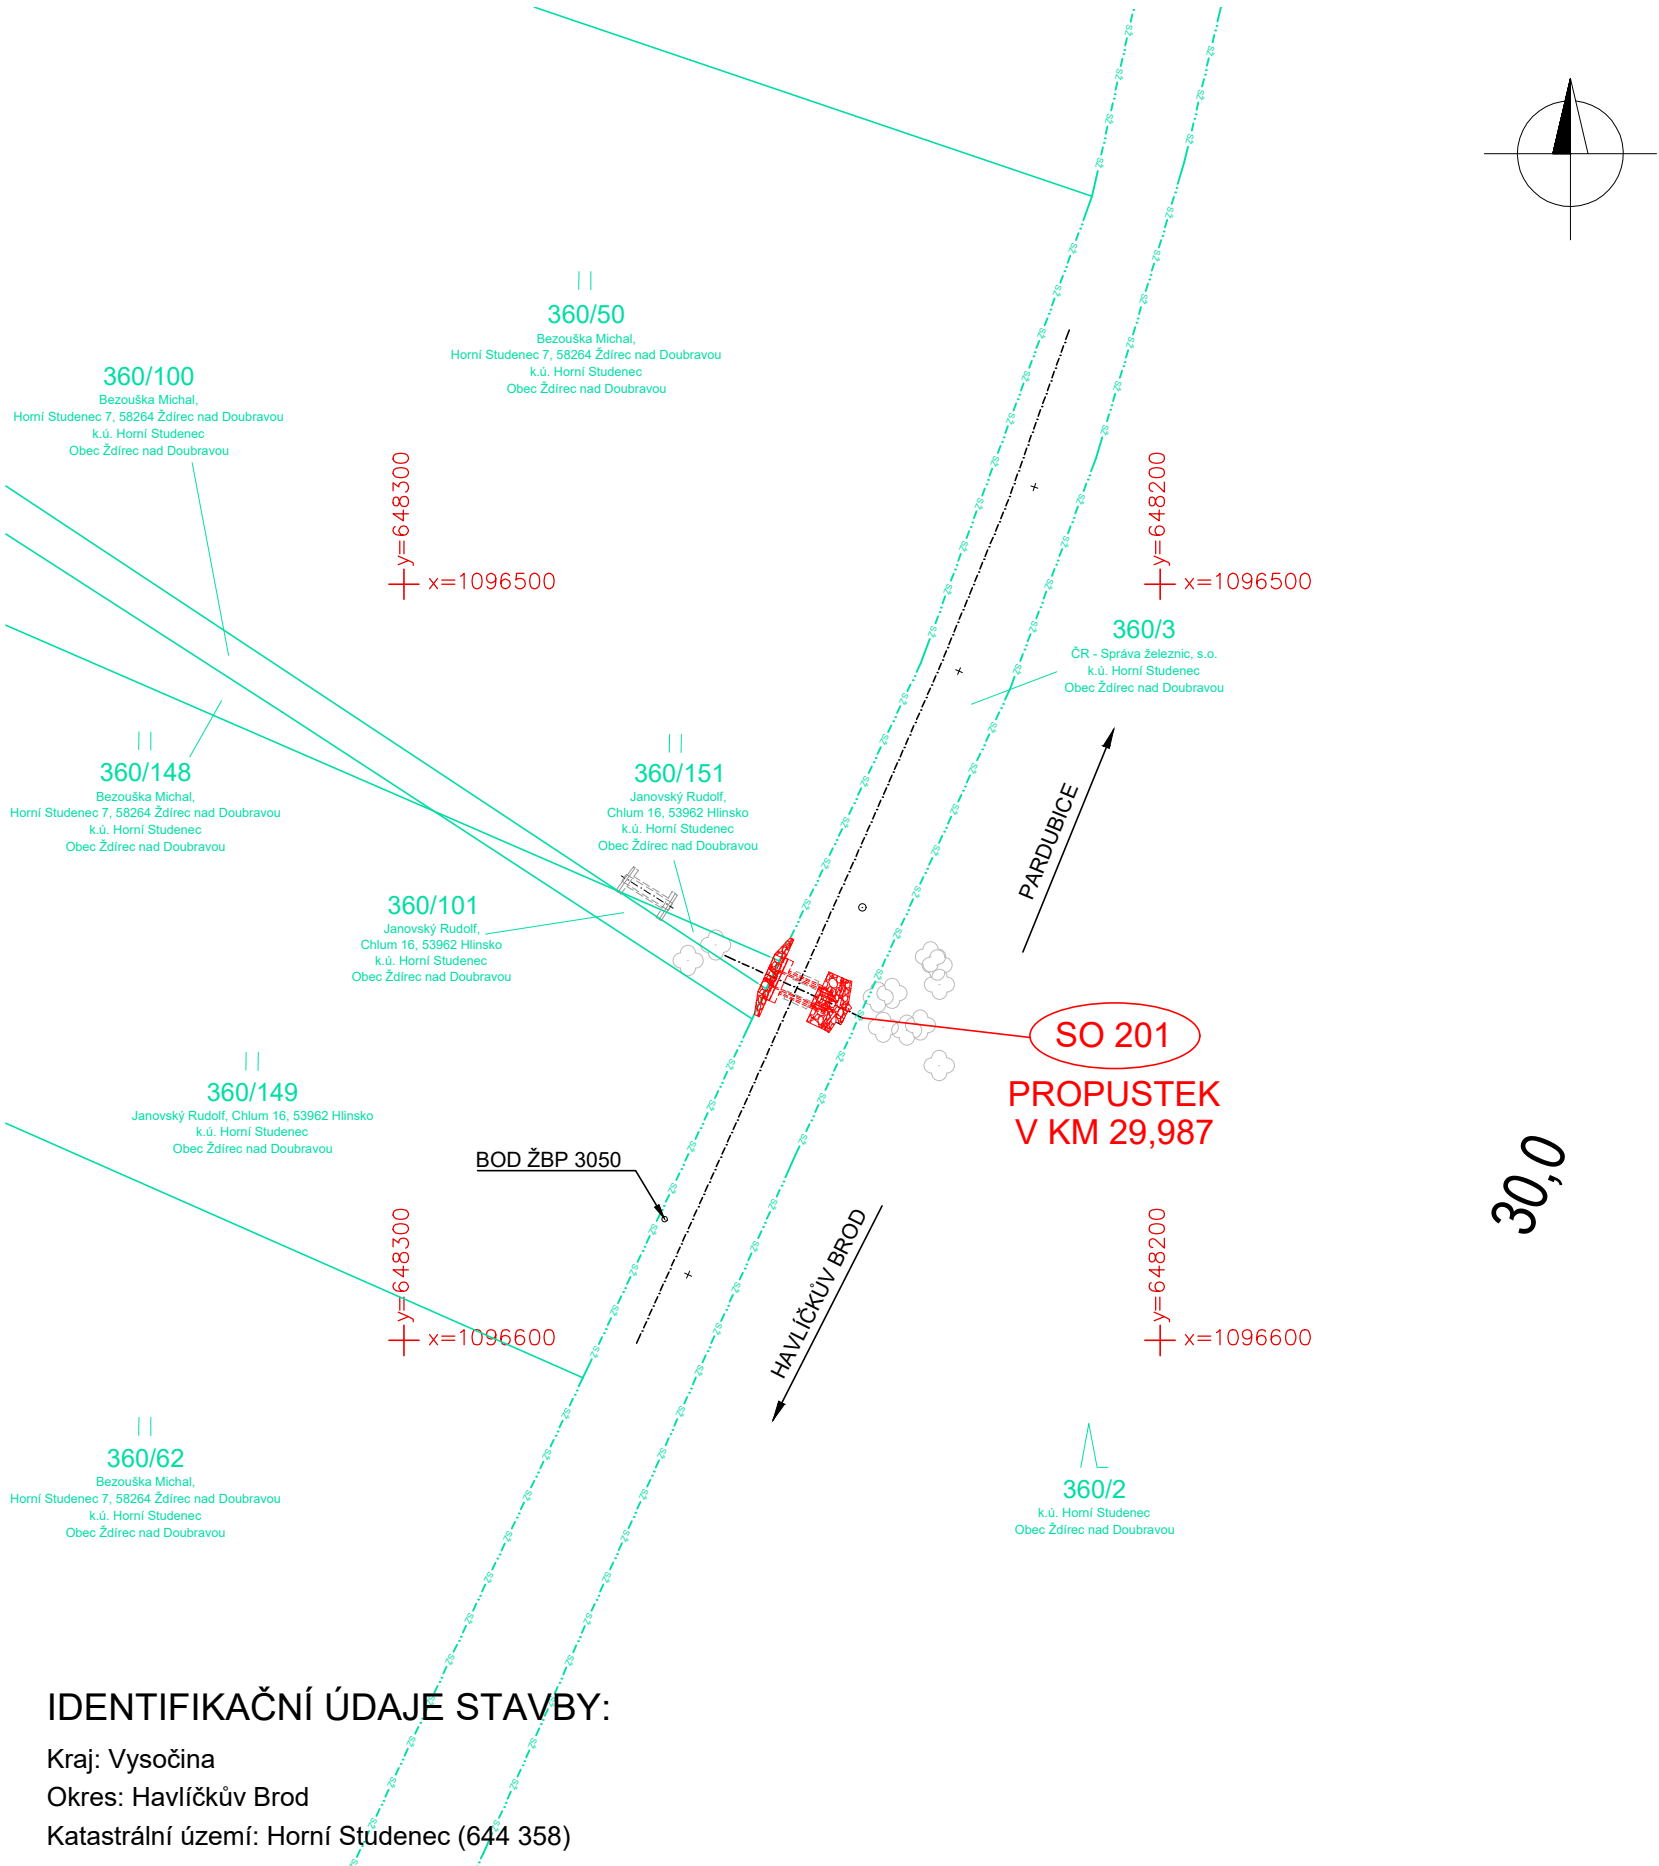 360/50
Bezouška Michal,
Horní Studenec 7, 58264 Ždírec nad Doubravou
k.ú. Horní Studenec
Obec Ždírec nad Doubravou
360/100
Bezouška Michal,
Horní Studenec 7, 58264 Ždírec nad Doubravou
k.ú. Horní Studenec
Obec Ždírec nad Doubravou
y=648300
x=1096500
y=648200
x=1096500
360/3
ČR - Správa železnic, s.o.
k.ú. Horní Studenec
Obec Ždírec nad Doubravou
360/148
Bezouška Michal,
Horní Studenec 7, 58264 Ždírec nad Doubravou
k.ú. Horní Studenec
Obec Ždírec nad Doubravou
360/151
Janovský Rudolf,
Chlum 16, 53962 Hlinsko
k.ú. Horní Studenec
Obec Ždírec nad Doubravou
PARDUBICE
360/101
Janovský Rudolf,
Chlum 16, 53962 Hlinsko
k.ú. Horní Studenec
Obec Ždírec nad Doubravou
SO 201
PROPUSTEK
V KM 29,987
360/149
Janovský Rudolf, Chlum 16, 53962 Hlinsko
k.ú. Horní Studenec
Obec Ždírec nad Doubravou
BOD ŽBP 3050
30,0
HAVLÍČKŮV BROD
y=648300
x=1096600
y=648200
x=1096600
360/62
Bezouška Michal,
Horní Studenec 7, 58264 Ždírec nad Doubravou
k.ú. Horní Studenec
Obec Ždírec nad Doubravou
360/2
k.ú. Horní Studenec
Obec Ždírec nad Doubravou
IDENTIFIKAČNÍ ÚDAJE STAVBY:
Kraj: Vysočina
Okres: Havlíčkův Brod
Katastrální území: Horní Studenec (644 358)